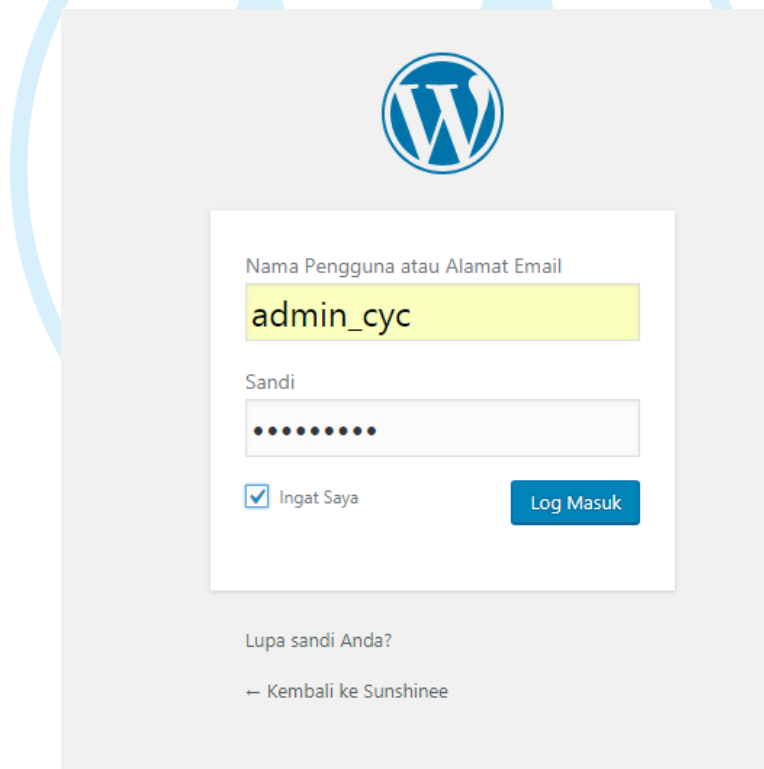 Nama Pengguna atau Alamat Email
admin_cyc
Sandi
•••••••••
Ingat Saya
Log Masuk
Lupa sandi Anda?
← Kembali ke Sunshinee